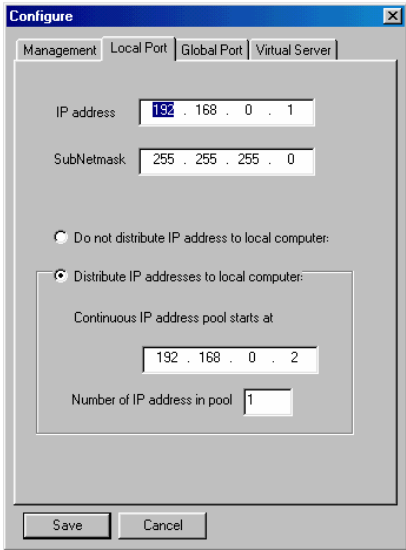 Configure
Management Local Port Global Port Virtual Server
IP address 192 . 168 . 0 . 1
SubNetmask 255 . 255 . 255 . 0
Do not distribute IP address to local computer:
Distribute IP addresses to local computer:
Continuous IP address pool starts at
192 . 168 . 0 . 2
Number of IP address in pool 1
Save Cancel